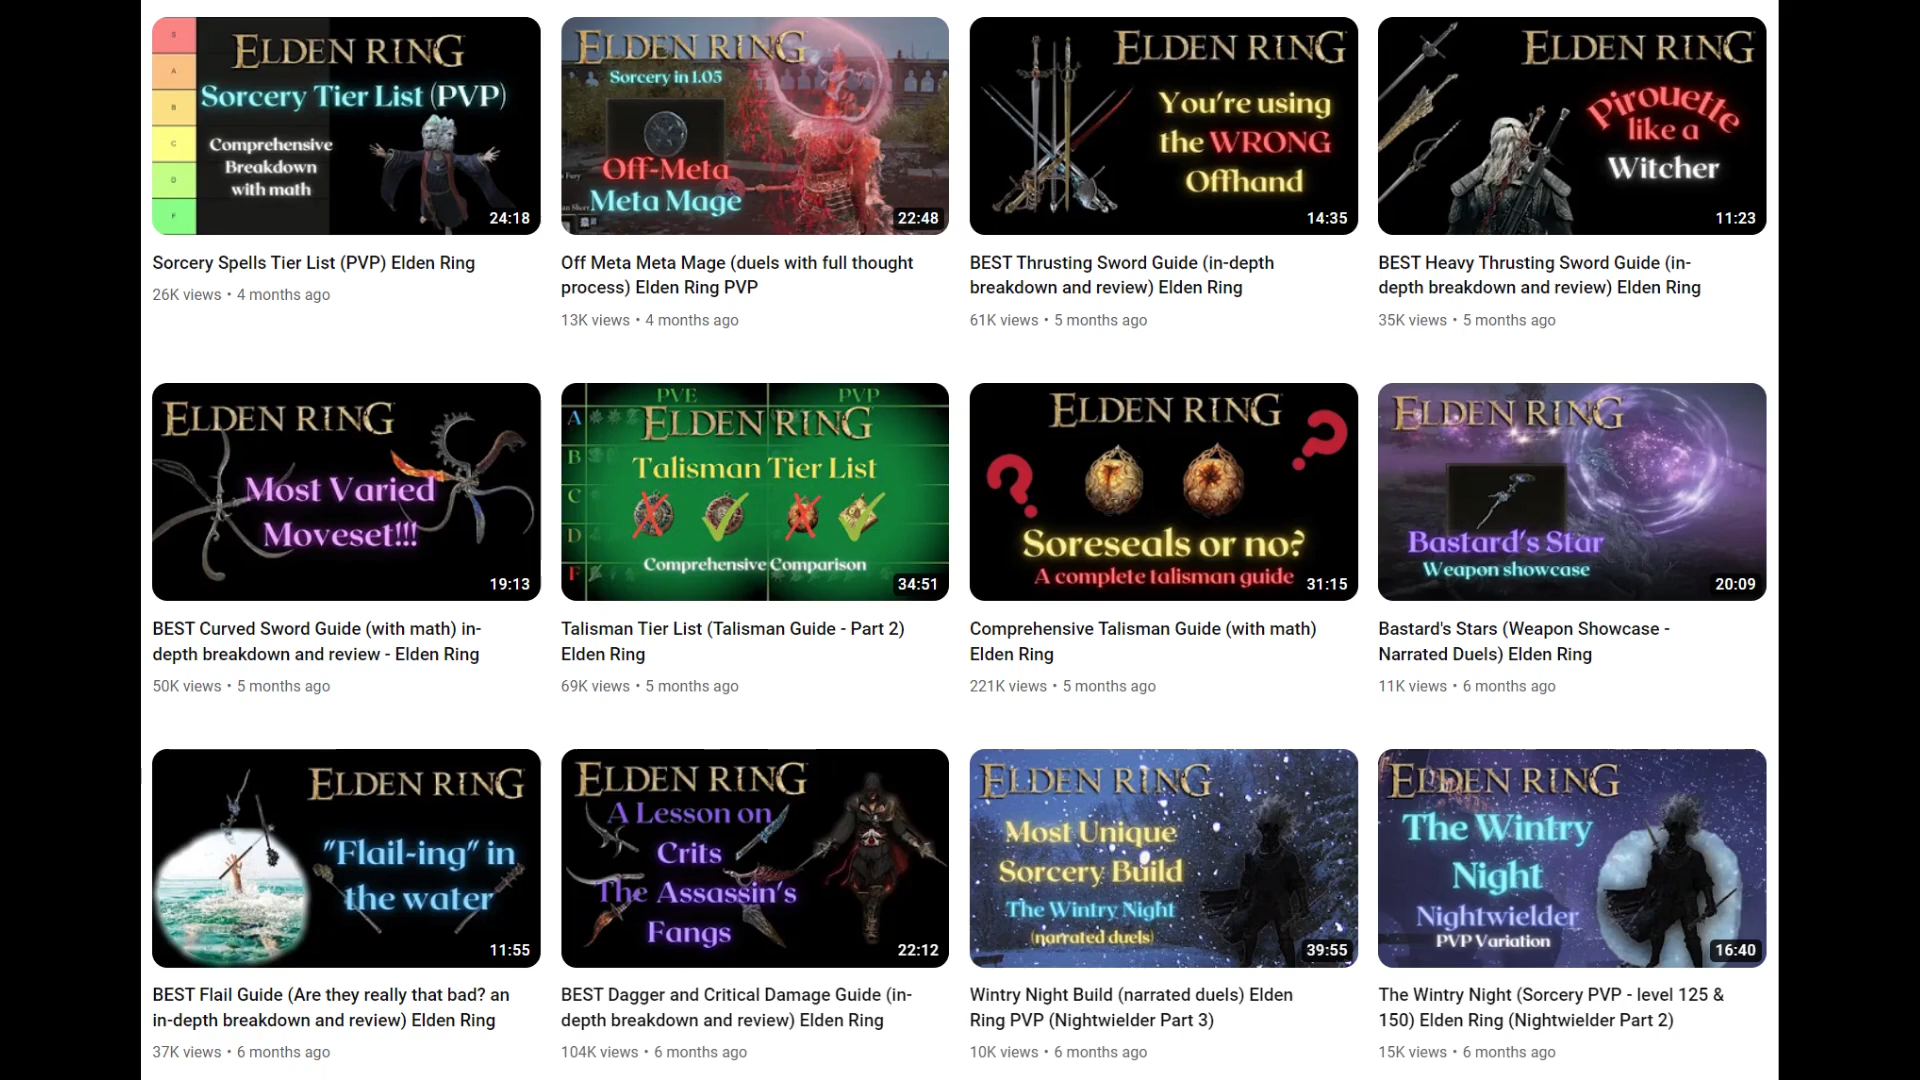 S
A
B
C
D
F
ELDEN RING
Sorcery Tier List (PVP)
Comprehensive
Breakdown
with math
24:18
Sorcery Spells Tier List (PVP) Elden Ring
26K views • 4 months ago
ELDEN RING
Sorcery in 1.05
Off-Meta
Meta Mage
22:48
Off Meta Meta Mage (duels with full thought
process) Elden Ring PVP
13K views • 4 months ago
ELDEN RING
You're using
the WRONG
Offhand
14:35
BEST Thrusting Sword Guide (in-depth
breakdown and review) Elden Ring
61K views • 5 months ago
ELDEN RING
Pirouette
like a
Witcher
11:23
BEST Heavy Thrusting Sword Guide (in-
depth breakdown and review) Elden Ring
35K views • 5 months ago
ELDEN RING
Most Varied
Moveset!!!
19:13
BEST Curved Sword Guide (with math) in-
depth breakdown and review - Elden Ring
50K views • 5 months ago
PVE PVP
A
B
C
D
F
ELDEN RING
Talisman Tier List
Comprehensive Comparison
34:51
Talisman Tier List (Talisman Guide - Part 2)
Elden Ring
69K views • 5 months ago
ELDEN RING
? ?
Soreseals or no?
A complete talisman guide
31:15
Comprehensive Talisman Guide (with math)
Elden Ring
221K views • 5 months ago
ELDEN RING
Bastard's Star
Weapon showcase
20:09
Bastard's Stars (Weapon Showcase -
Narrated Duels) Elden Ring
11K views • 6 months ago
ELDEN RING
"Flail-ing" in
the water
11:55
BEST Flail Guide (Are they really that bad? an
in-depth breakdown and review) Elden Ring
37K views • 6 months ago
ELDEN RING
A Lesson on
Crits
The Assassin's
Fangs
22:12
BEST Dagger and Critical Damage Guide (in-
depth breakdown and review) Elden Ring
104K views • 6 months ago
ELDEN RING
Most Unique
Sorcery Build
The Wintry Night
(narrated duels)
39:55
Wintry Night Build (narrated duels) Elden
Ring PVP (Nightwielder Part 3)
10K views • 6 months ago
ELDEN RING
The Wintry
Night
Nightwielder
PVP Variation
16:40
The Wintry Night (Sorcery PVP - level 125 &
150) Elden Ring (Nightwielder Part 2)
15K views • 6 months ago